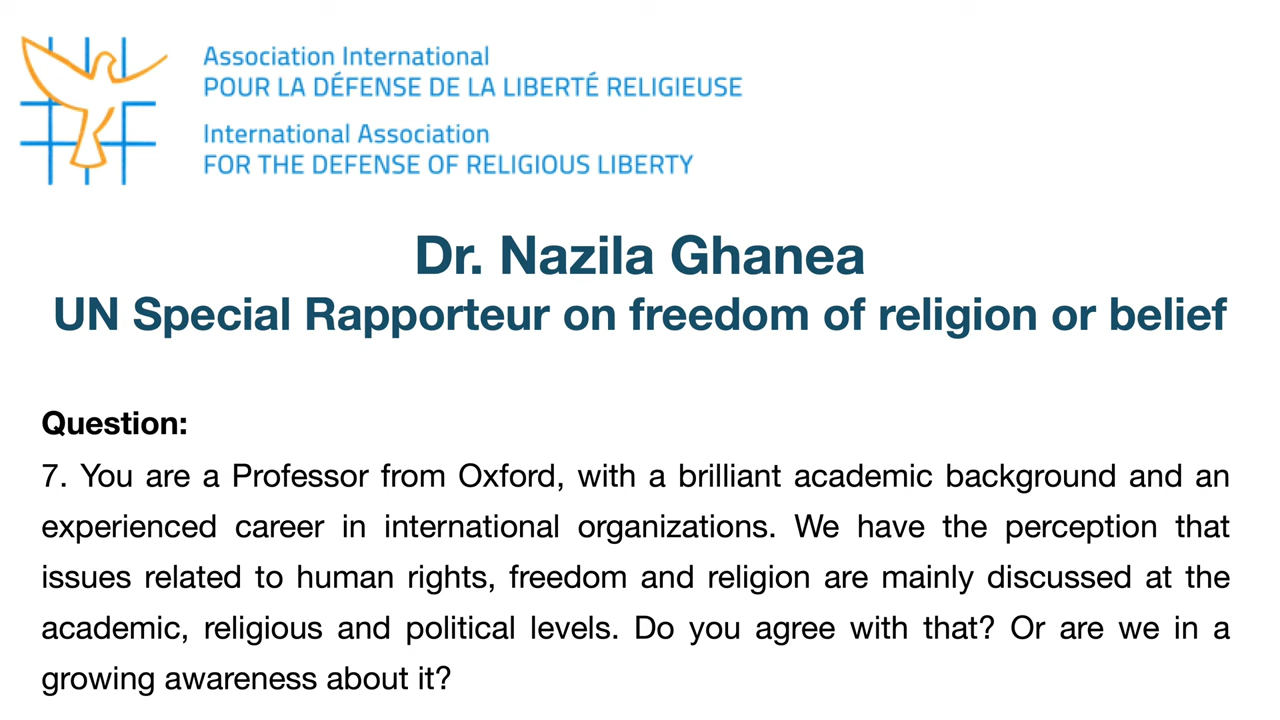 Association International
POUR LA DÉFENSE DE LA LIBERTÉ RELIGIEUSE
International Association
FOR THE DEFENSE OF RELIGIOUS LIBERTY
Dr. Nazila Ghanea
UN Special Rapporteur on freedom of religion or belief
Question:
7. You are a Professor from Oxford, with a brilliant academic background and an
experienced career in international organizations. We have the perception that
issues related to human rights, freedom and religion are mainly discussed at the
academic, religious and political levels. Do you agree with that? Or are we in a
growing awareness about it?